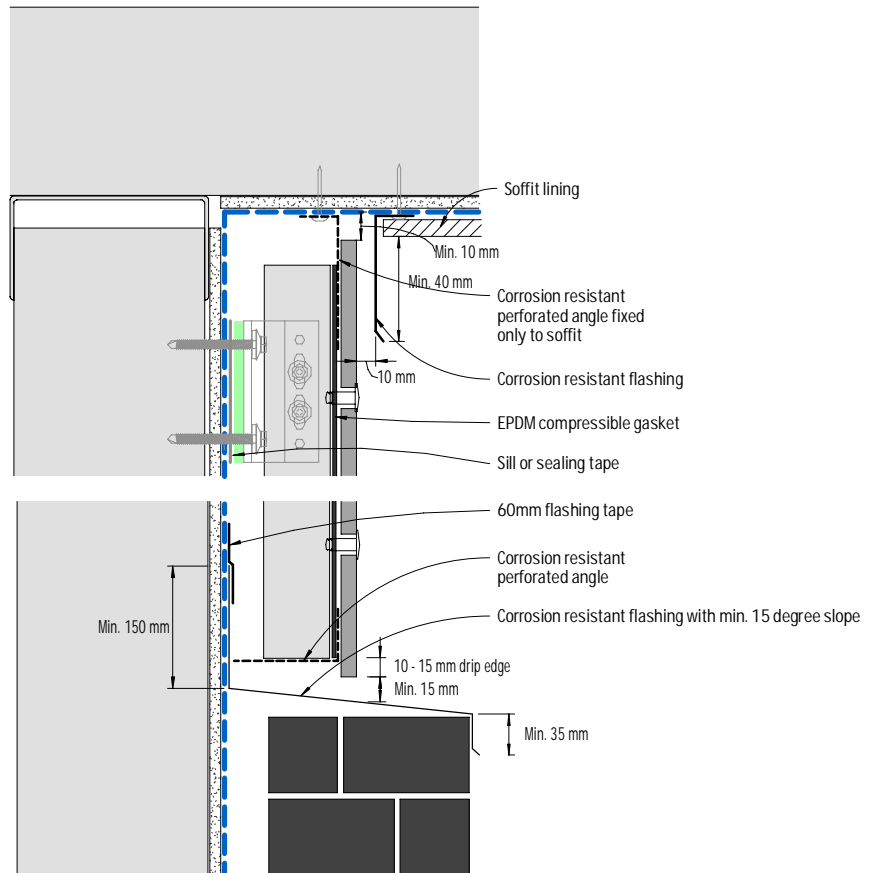 Soffit lining
Min. 10 mm
Min. 40 mm
Corrosion resistant
perforated angle fixed
only to soffit
10 mm
Corrosion resistant flashing
EPDM compressible gasket
Sill or sealing tape
60mm flashing tape
Corrosion resistant
perforated angle
Corrosion resistant flashing with min. 15 degree slope
Min. 150 mm
10 - 15 mm drip edge
Min. 15 mm
Min. 35 mm